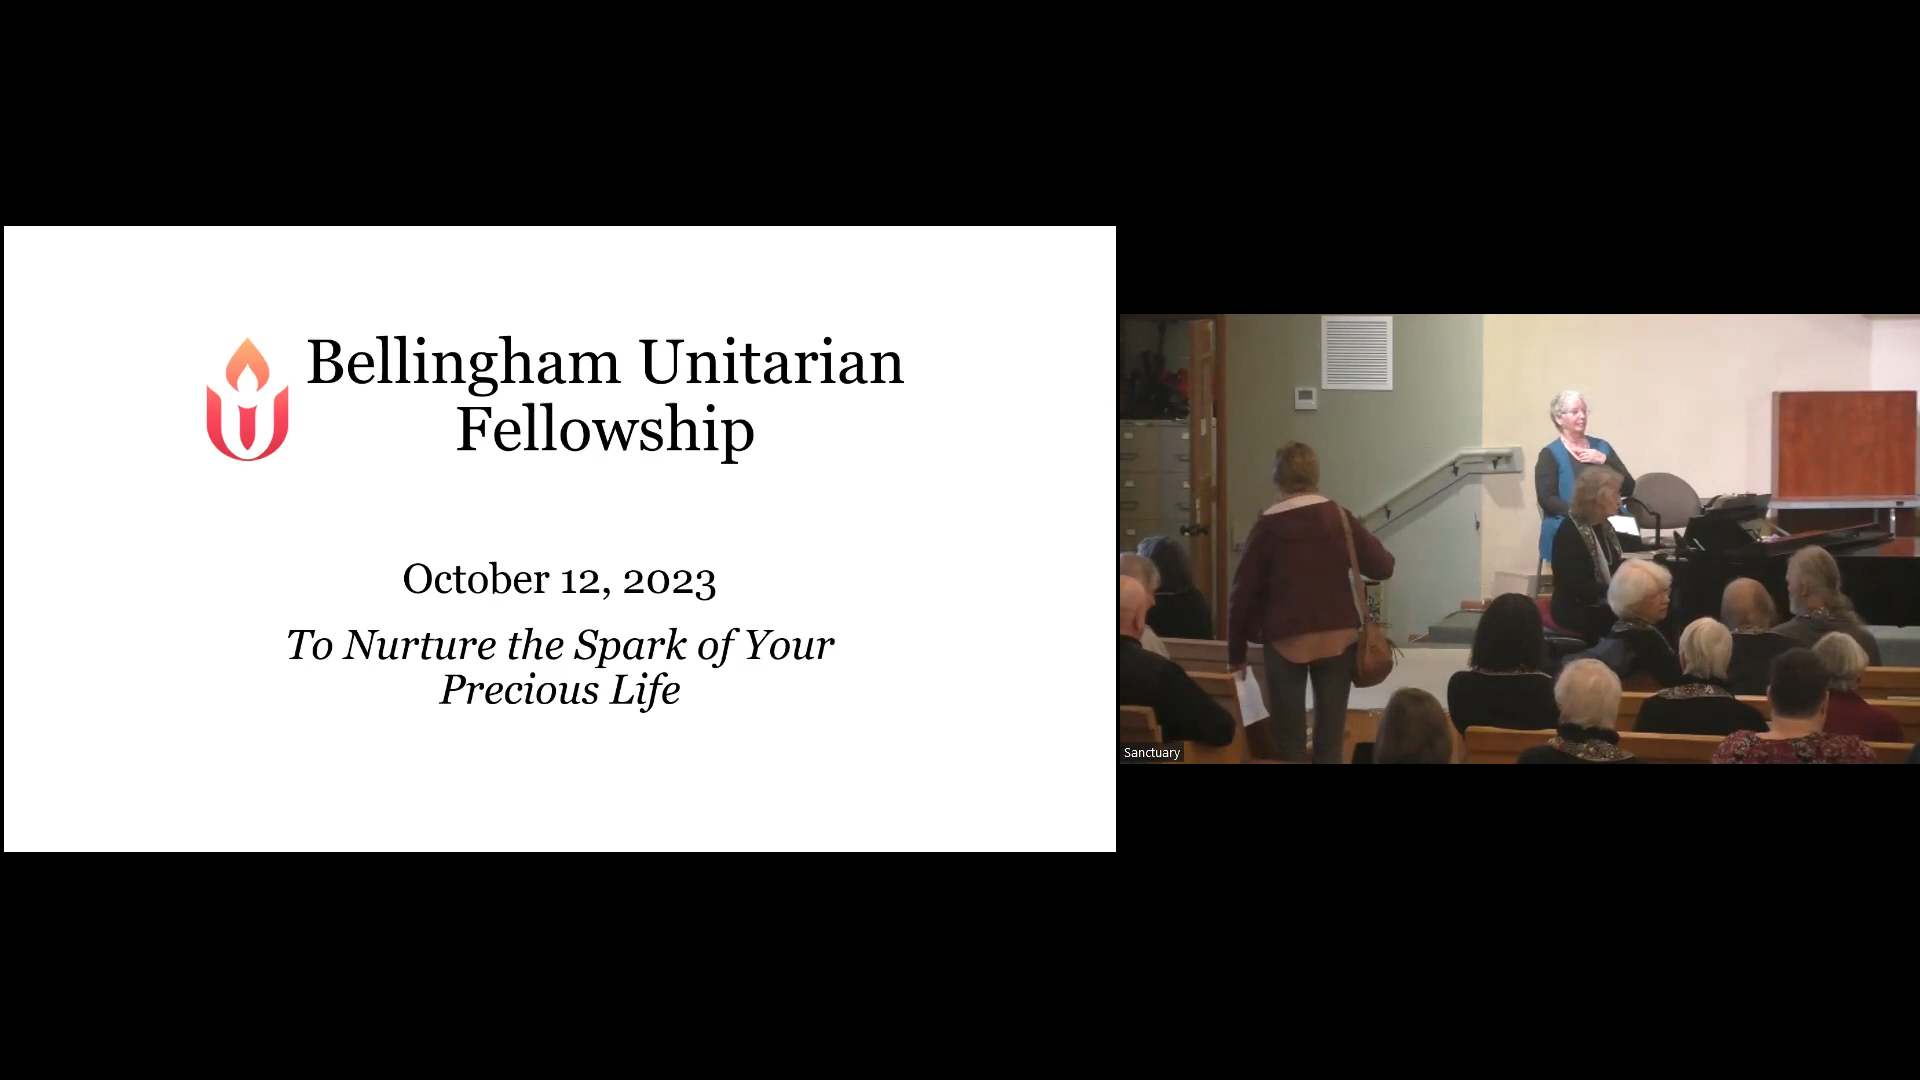 Bellingham Unitarian
Fellowship
October 12, 2023
To Nurture the Spark of Your
Precious Life
Sanctuary